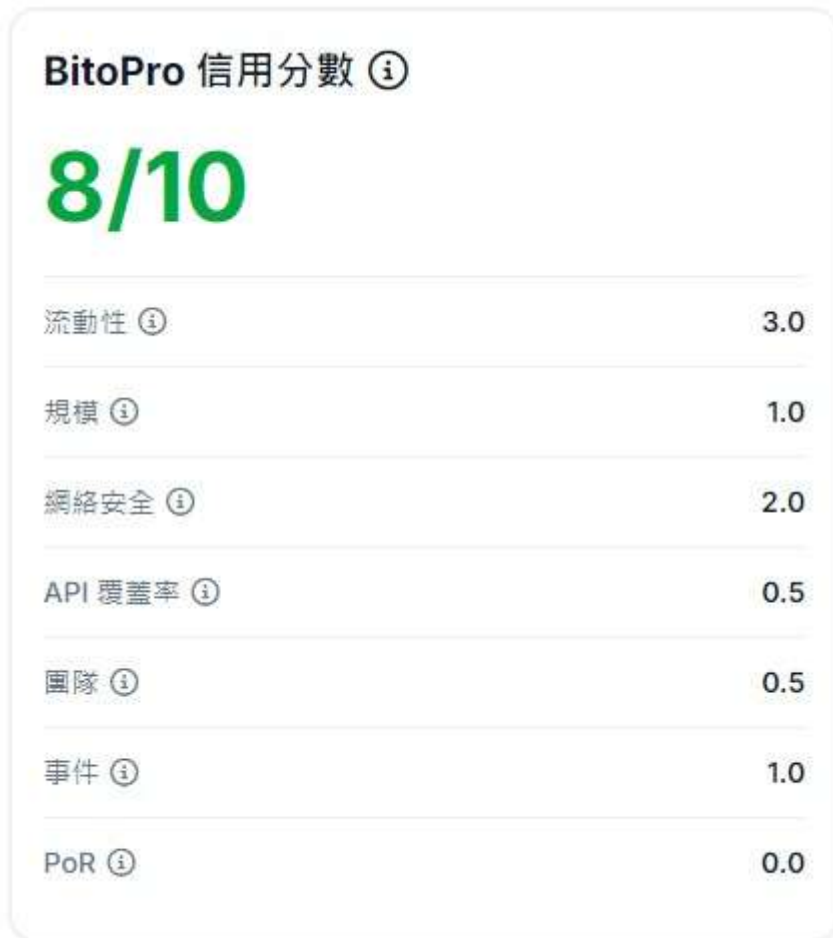 BitoPro 信用分數
8/10
流動性 3.0
規模 1.0
網絡安全 2.0
API 覆蓋率 0.5
團隊 0.5
事件 1.0
PoR 0.0